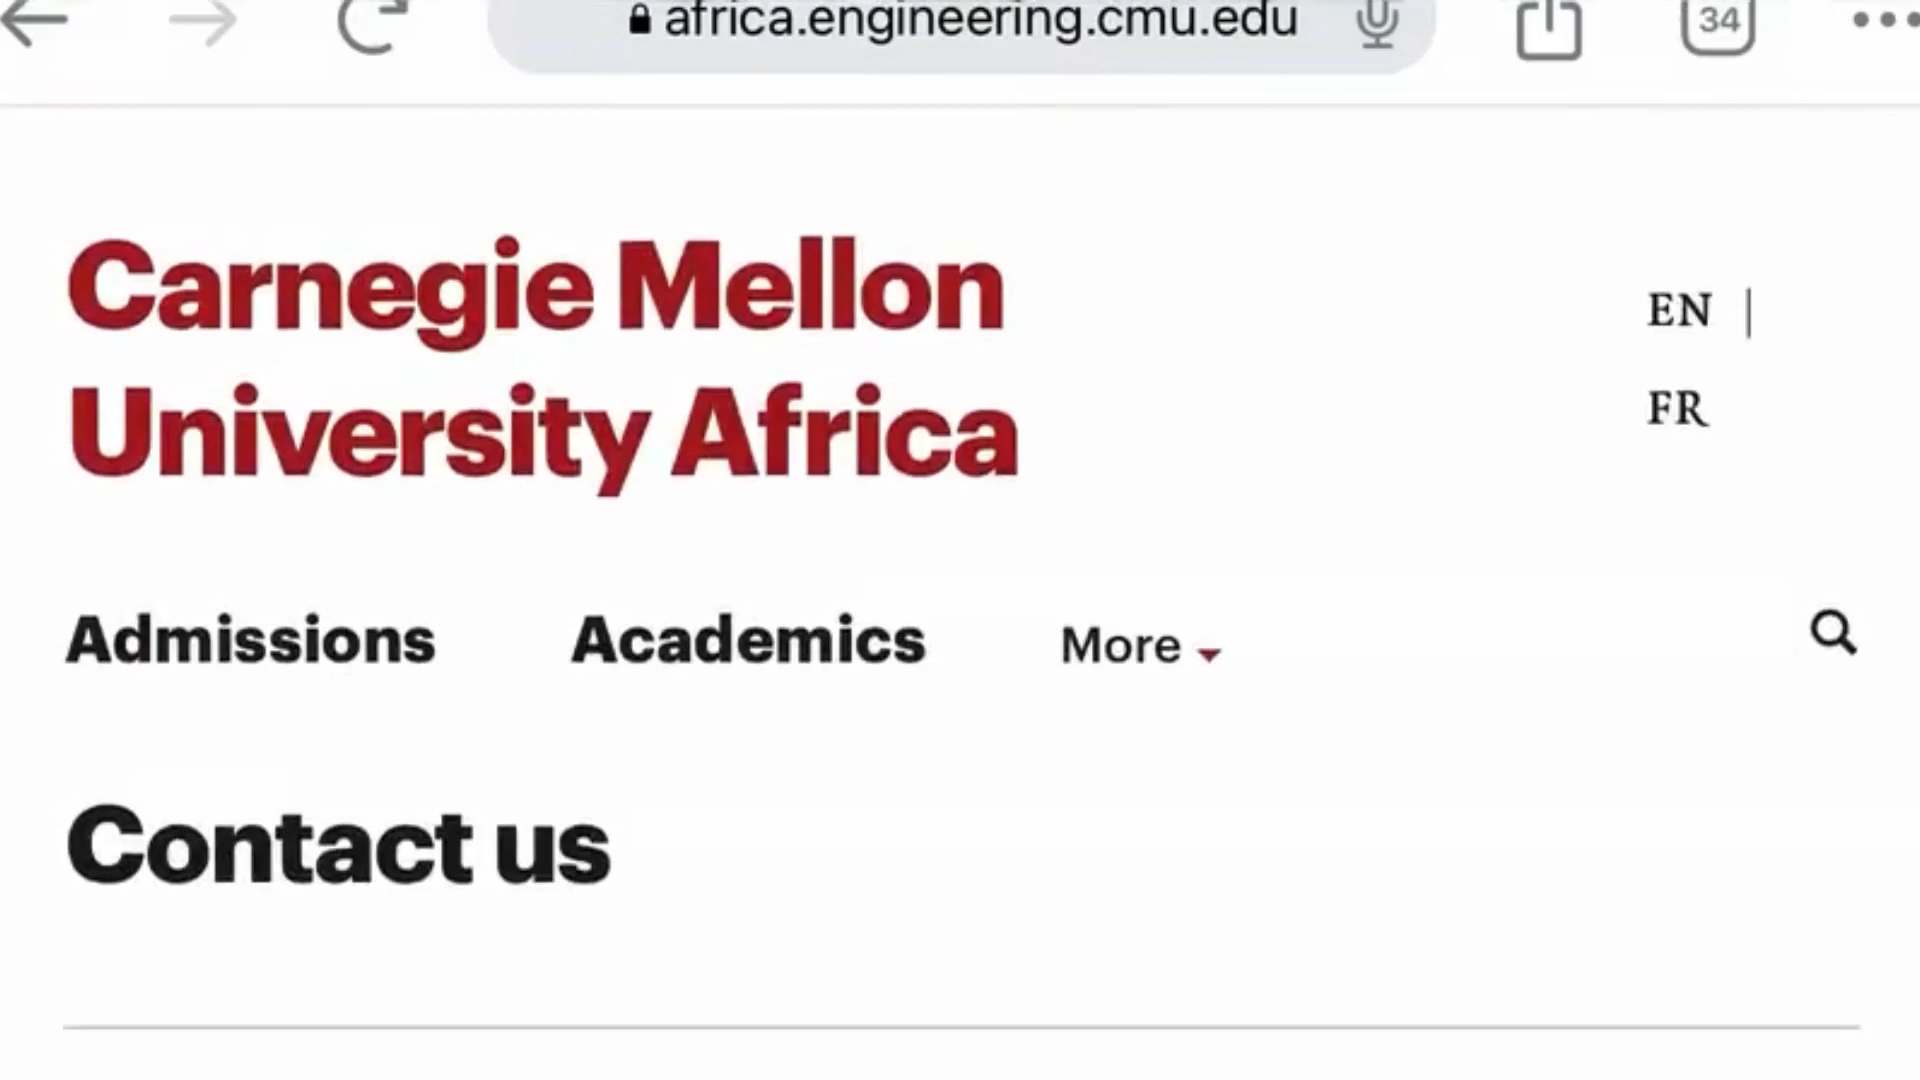 africa.engineering.cmu.edu
34
Carnegie Mellon
University Africa
EN |
FR
Admissions Academics More
Contact us